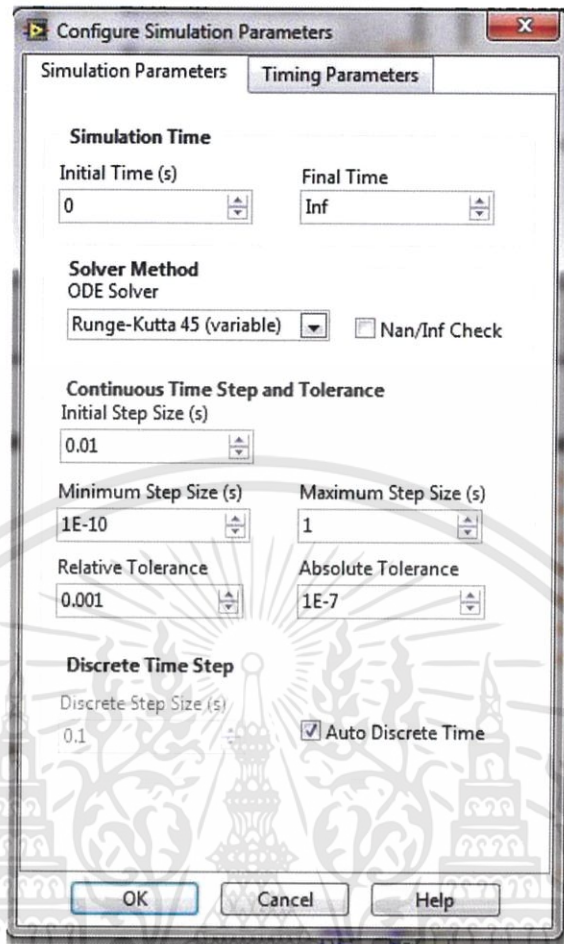 Configure Simulation Parameters
Simulation Parameters Timing Parameters
Simulation Time
Initial Time (s) Final Time
0 Inf
Solver Method
ODE Solver
Runge-Kutta 45 (variable) Nan/Inf Check
Continuous Time Step and Tolerance
Initial Step Size (s)
0.01
Minimum Step Size (s) Maximum Step Size (s)
1E-10 1
Relative Tolerance Absolute Tolerance
0.001 1E-7
Discrete Time Step
Discrete Step Size (s)
0.1 Auto Discrete Time
OK Cancel Help